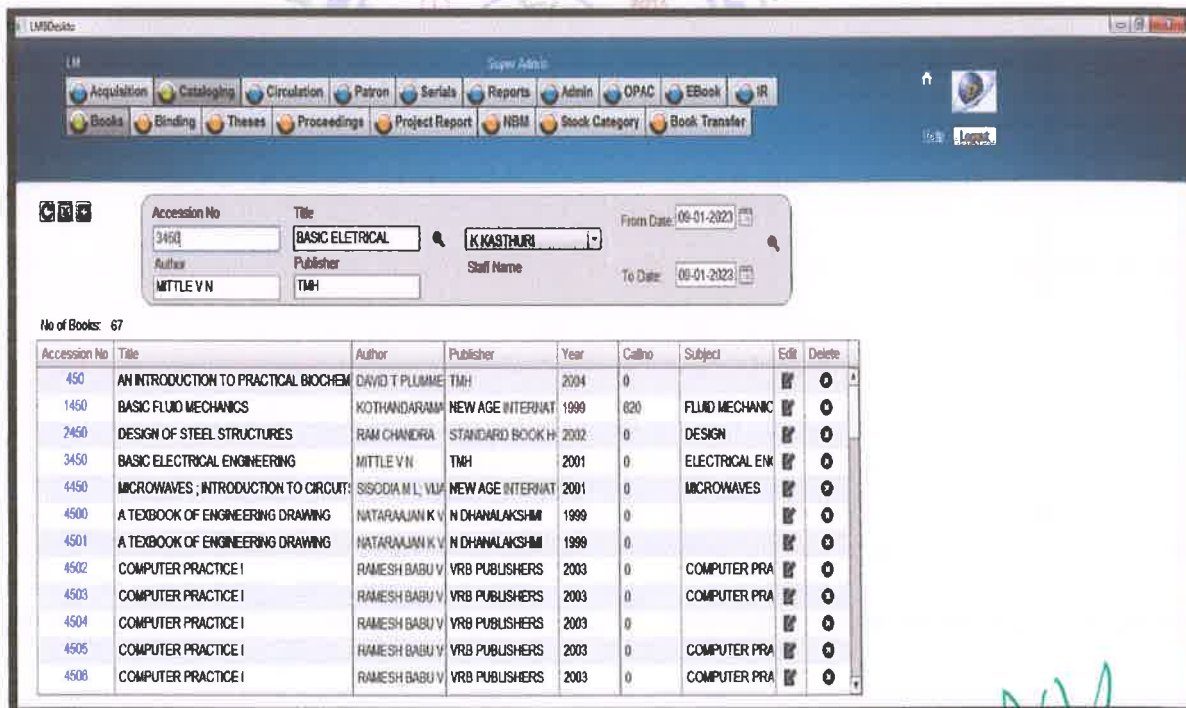 LMSDeskto
LM Super Admin
Acquisition Cataloging Circulation Patron Serials Reports Admin OPAC EBook IR
Books Binding Theses Proceedings Project Report NBM Stock Category Book Transfer
Help Logout
Accession No Title
From Date: 09-01-2023
3450 BASIC ELETRICAL K KASTHURI
Author Publisher Staff Name
To Date: 09-01-2023
MITTLE V N TMH
No of Books: 67
Accession No Title Author Publisher Year Callno Subject Edit Delete
450 AN INTRODUCTION TO PRACTICAL BIOCHEM DAVID T PLUMME TMH 2004 0
1450 BASIC FLUID MECHANICS KOTHANDARAMA NEW AGE INTERNAT 1999 620 FLUID MECHANIC
2450 DESIGN OF STEEL STRUCTURES RAM CHANDRA STANDARD BOOK H 2002 0 DESIGN
3450 BASIC ELECTRICAL ENGINEERING MITTLE V N TMH 2001 0 ELECTRICAL EN
4450 MICROWAVES ; INTRODUCTION TO CIRCUIT SISODIA M L; VIJA NEW AGE INTERNAT 2001 0 MICROWAVES
4500 A TEXBOOK OF ENGINEERING DRAWING NATARAAJAN K V N DHANALAKSHMI 1999 0
4501 A TEXBOOK OF ENGINEERING DRAWING NATARAAJAN K V N DHANALAKSHMI 1999 0
4502 COMPUTER PRACTICE I RAMESH BABU V VRB PUBLISHERS 2003 0 COMPUTER PRA
4503 COMPUTER PRACTICE I RAMESH BABU V VRB PUBLISHERS 2003 0 COMPUTER PRA
4504 COMPUTER PRACTICE I RAMESH BABU V VRB PUBLISHERS 2003 0
4505 COMPUTER PRACTICE I RAMESH BABU V VRB PUBLISHERS 2003 0 COMPUTER PRA
4506 COMPUTER PRACTICE I RAMESH BABU V VRB PUBLISHERS 2003 0 COMPUTER PRA